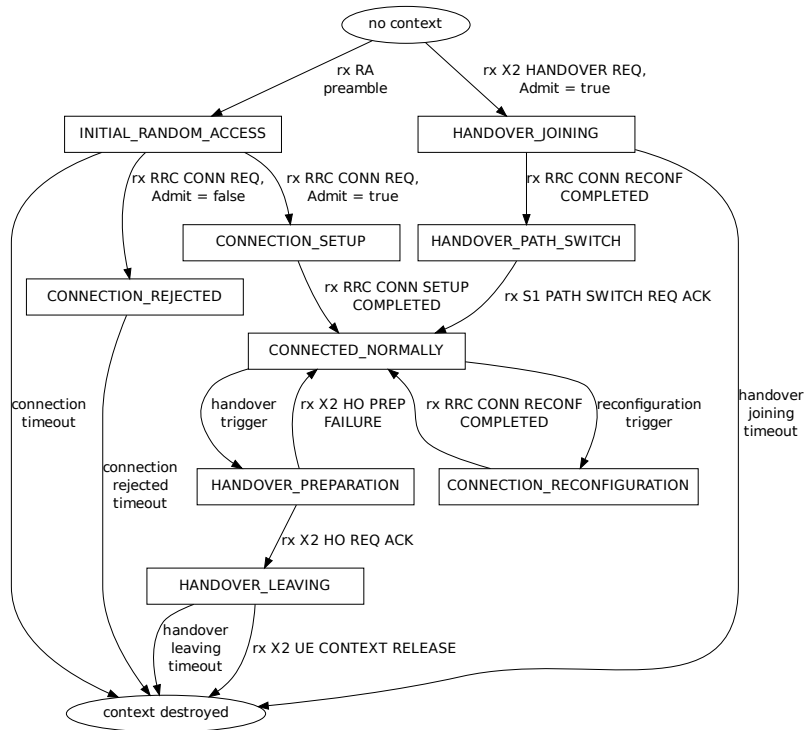 no context
rx RA
preamble
rx X2 HANDOVER REQ,
Admit = true
INITIAL_RANDOM_ACCESS
HANDOVER_JOINING
rx RRC CONN REQ,
Admit = false
rx RRC CONN REQ,
Admit = true
rx RRC CONN RECONF
COMPLETED
CONNECTION_SETUP
HANDOVER_PATH_SWITCH
CONNECTION_REJECTED
rx RRC CONN SETUP
COMPLETED
rx S1 PATH SWITCH REQ ACK
CONNECTED_NORMALLY
connection
timeout
handover
trigger
rx X2 HO PREP
FAILURE
rx RRC CONN RECONF
COMPLETED
reconfiguration
trigger
handover
joining
timeout
connection
rejected
timeout
HANDOVER_PREPARATION
CONNECTION_RECONFIGURATION
rx X2 HO REQ ACK
HANDOVER_LEAVING
handover
leaving
timeout
rx X2 UE CONTEXT RELEASE
context destroyed